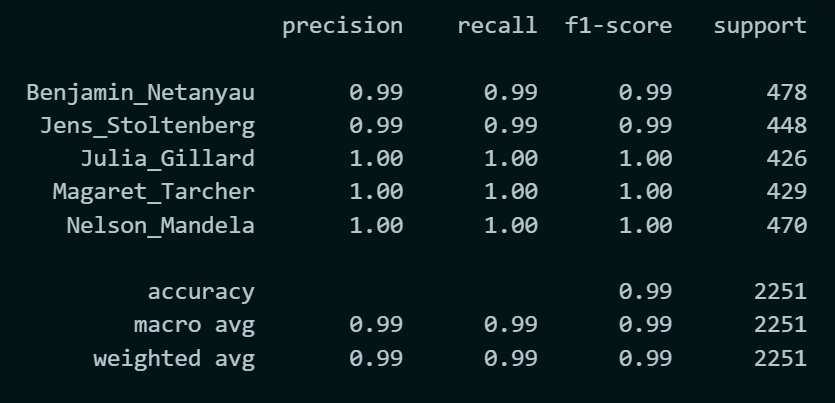 precision recall f1-score support
Benjamin_Netanyau 0.99 0.99 0.99 478
Jens_Stoltenberg 0.99 0.99 0.99 448
Julia_Gillard 1.00 1.00 1.00 426
Magaret_Tarcher 1.00 1.00 1.00 429
Nelson_Mandela 1.00 1.00 1.00 470
accuracy 0.99 2251
macro avg 0.99 0.99 0.99 2251
weighted avg 0.99 0.99 0.99 2251